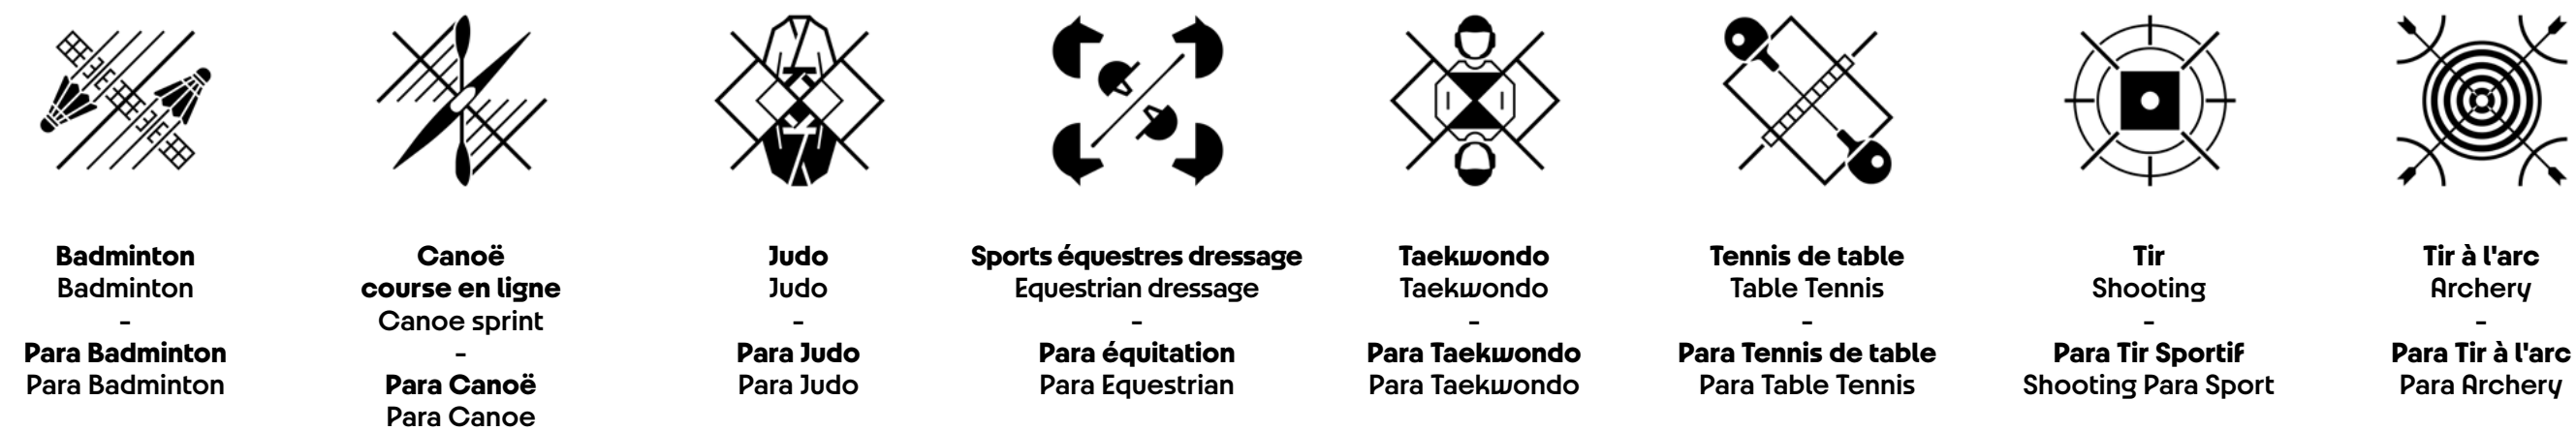 Badminton
Badminton
-
Para Badminton
Para Badminton
Canoë
course en ligne
Canoe sprint
-
Para Canoë
Para Canoe
Judo
Judo
-
Para Judo
Para Judo
Sports équestres dressage
Equestrian dressage
-
Para équitation
Para Equestrian
Taekwondo
Taekwondo
-
Para Taekwondo
Para Taekwondo
Tennis de table
Table Tennis
-
Para Tennis de table
Para Table Tennis
Tir
Shooting
-
Para Tir Sportif
Shooting Para Sport
Tir à l'arc
Archery
-
Para Tir à l'arc
Para Archery